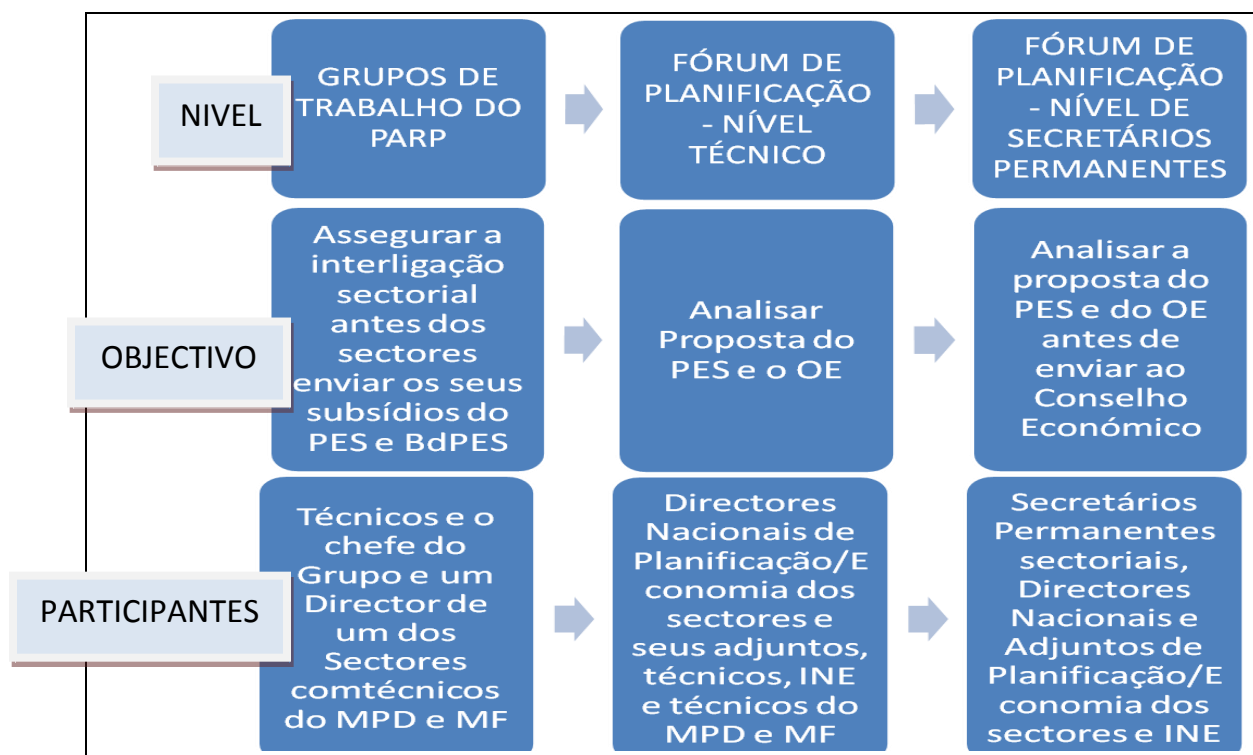 NIVEL
GRUPOS DE
TRABALHO DO
PARP
FÓRUM DE
PLANIFICAÇÃO
- NÍVEL
TÉCNICO
FÓRUM DE
PLANIFICAÇÃO
- NÍVEL DE
SECRETÁRIOS
PERMANENTES
OBJECTIVO
Assegurar a
interligação
sectorial
antes dos
sectores
enviar os seus
subsídios do
PES e BdPES
Analisar
Proposta do
PES e o OE
Analisar a
proposta do
PES e do OE
antes de
enviar ao
Conselho
Económico
PARTICIPANTES
Técnicos e o
chefe do
Grupo e um
Director de
um dos
Sectores
comtécnicos
do MPD e MF
Directores
Nacionais de
Planificação/E
conomia dos
sectores e
seus adjuntos,
técnicos, INE
e técnicos do
MPD e MF
Secretários
Permanentes
sectoriais,
Directores
Nacionais e
Adjuntos de
Planificação/E
conomia dos
sectores e INE